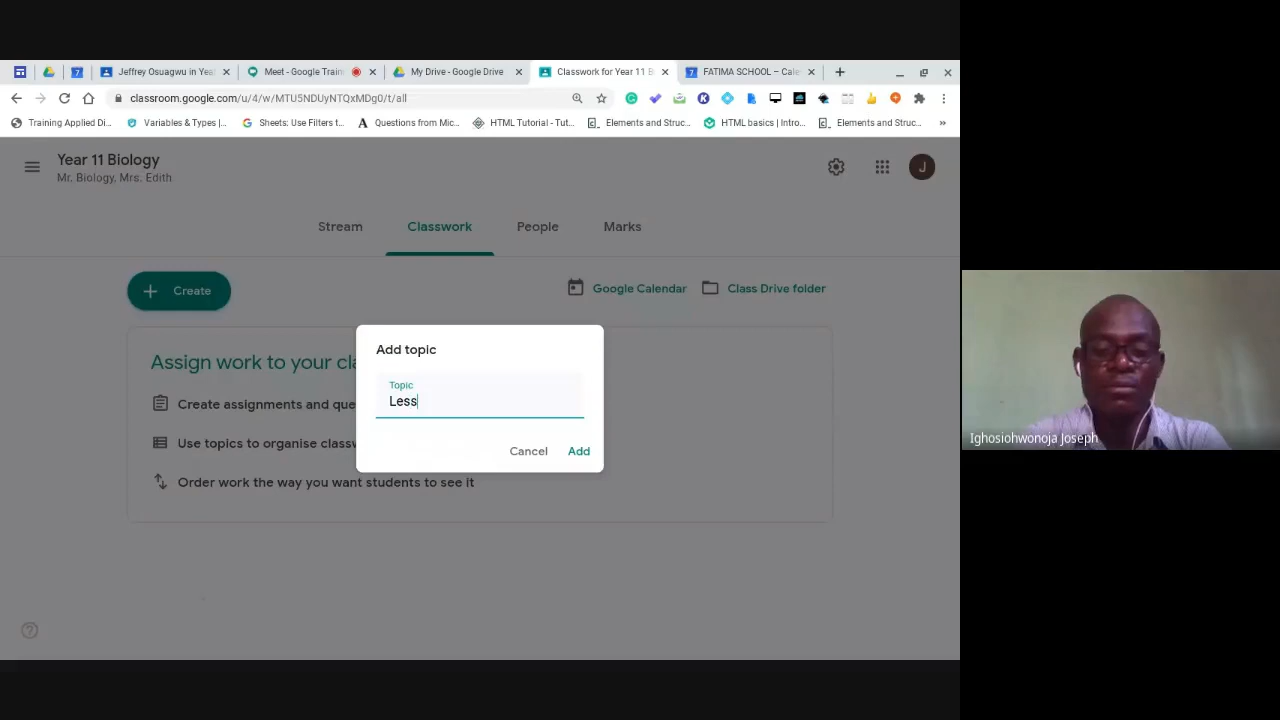 Jeffrey Osuagwu in Yea
Meet - Google Train
My Drive - Google Drive
Classwork for Year 11 B
FATIMA SCHOOL – Cale
classroom.google.com/u/4/w/MTU5NDUyNTQxMDg0/t/all
Training Applied Di...
Variables & Types |...
Sheets: Use Filters t...
Questions from Mic...
HTML Tutorial - Tut...
Elements and Struc...
HTML basics | Intro...
Elements and Struc...
»
Year 11 Biology
Mr. Biology, Mrs. Edith
J
Stream
Classwork
People
Marks
Create
Google Calendar
Class Drive folder
Assign work to your cla
Create assignments and que
Use topics to organise classw
Order work the way you want students to see it
Add topic
Topic
Less
Cancel
Add
Ighosiohwonoja Joseph